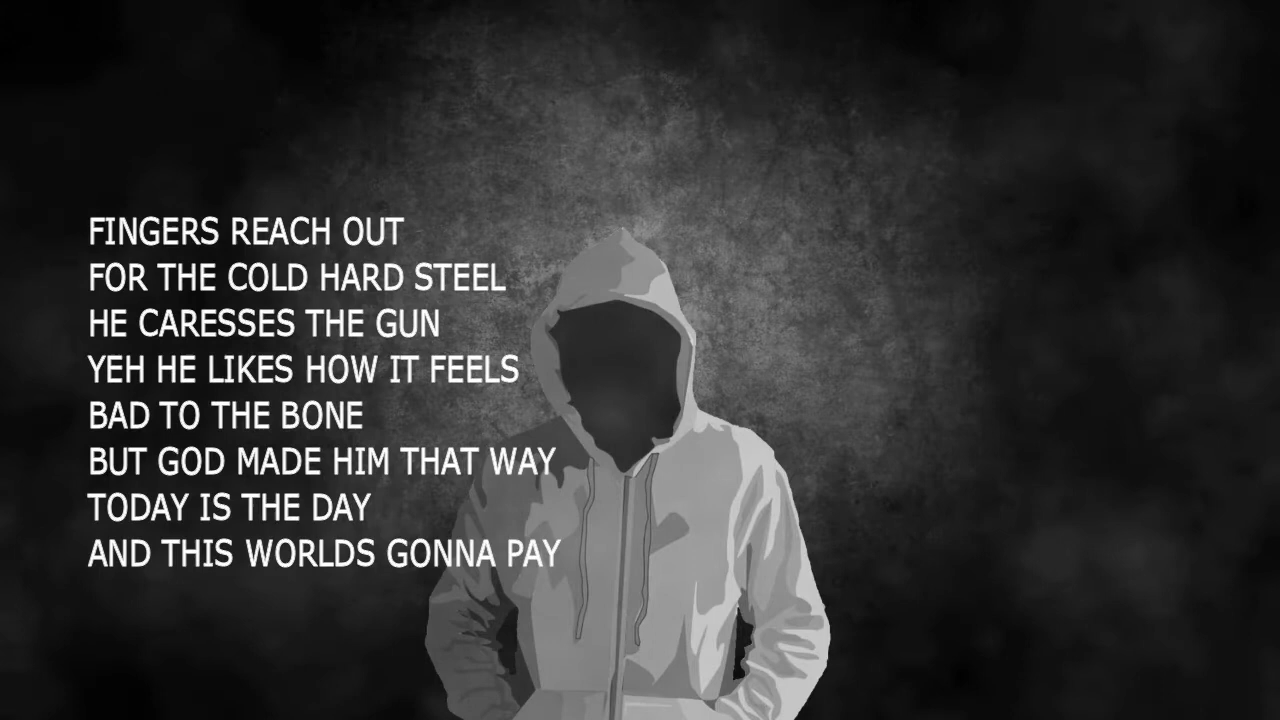 FINGERS REACH OUT
FOR THE COLD HARD STEEL
HE CARESSES THE GUN
YEH HE LIKES HOW IT FEELS
BAD TO THE BONE
BUT GOD MADE HIM THAT WAY
TODAY IS THE DAY
AND THIS WORLDS GONNA PAY